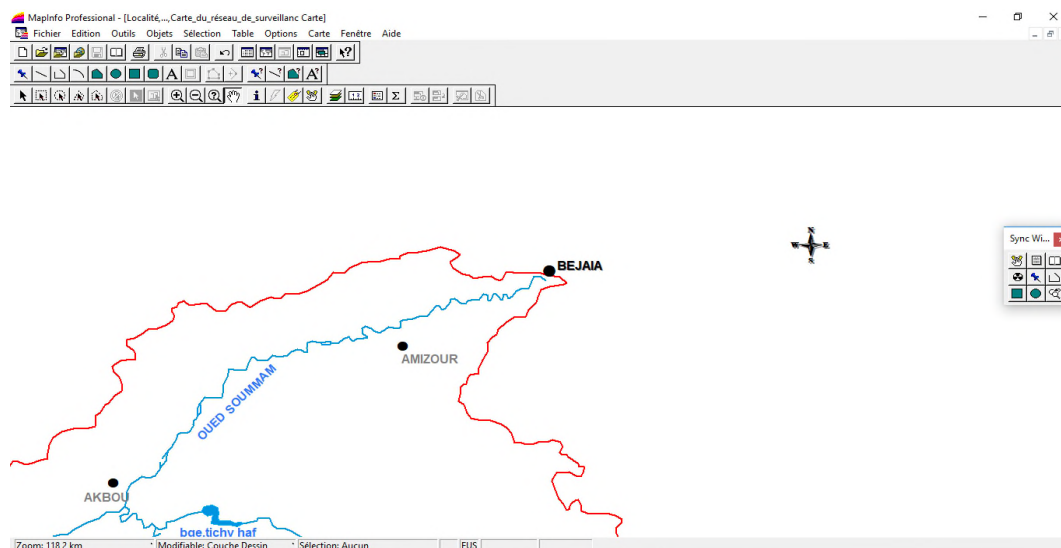 MapInfo Professional - [Localité,...,Carte_du_réseau_de_surveillanc Carte]
Fichier Edition Outils Objets Sélection Table Options Carte Fenêtre Aide
N
W E
S
Sync Wi...
BEJAIA
AMIZOUR
OUED SOUMMAM
AKBOU
bge.tichy haf
Zoom: 118,2 km Modifiable: Couche Dessin Sélection: Aucun EUS